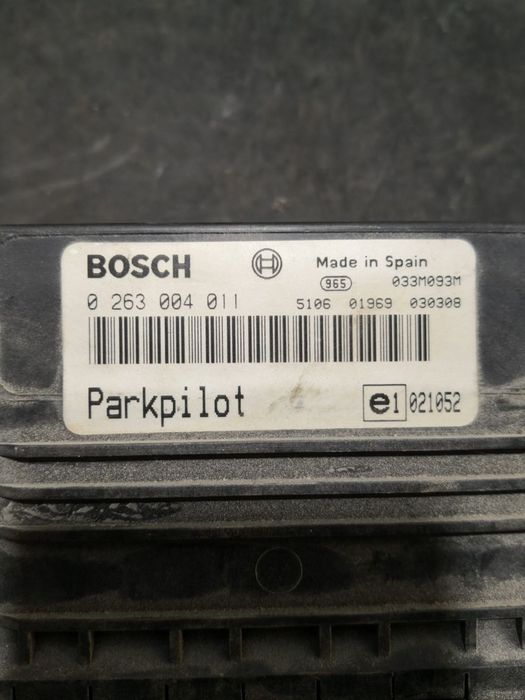 BOSCH Made in Spain
965 033M093M
0 263 004 011 5106 01969 030308
Parkpilot e1 021052